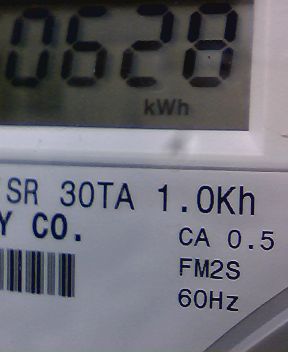 0628
kWh
SR 30TA 1.0Kh
Y CO.
CA 0.5
FM2S
60Hz